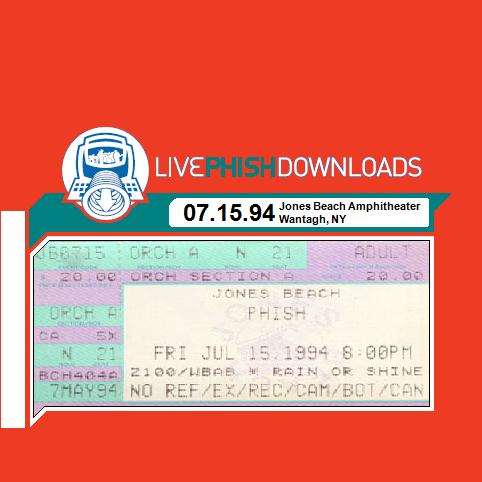 LIVEPHISHDOWNLOADS
07.15.94 Jones Beach Amphitheater
Wantagh, NY
JB0715 ORCH A N 21 ADULT
$ 20.00 ORCH SECTION A 20.00
JONES BEACH
ORCH A PHISH
CA 5X
N 21 FRI JUL 15,1994 8:00PM
BCH404A Z100/WBAB * RAIN OR SHINE
7MAY94 NO REF/EX/REC/CAM/BOT/CAN